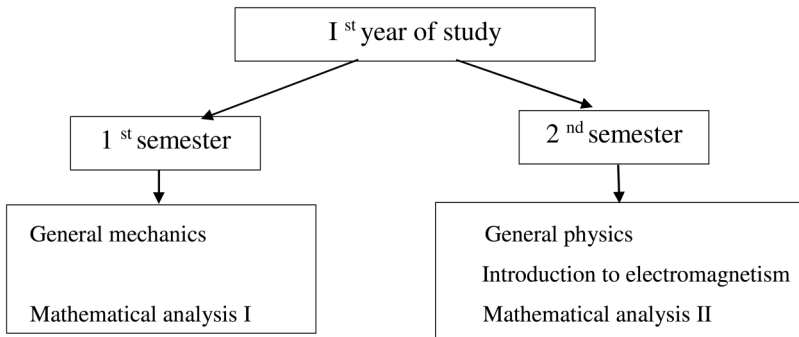 I st year of study
1 st semester
2 nd semester
General mechanics
Mathematical analysis I
General physics
Introduction to electromagnetism
Mathematical analysis II